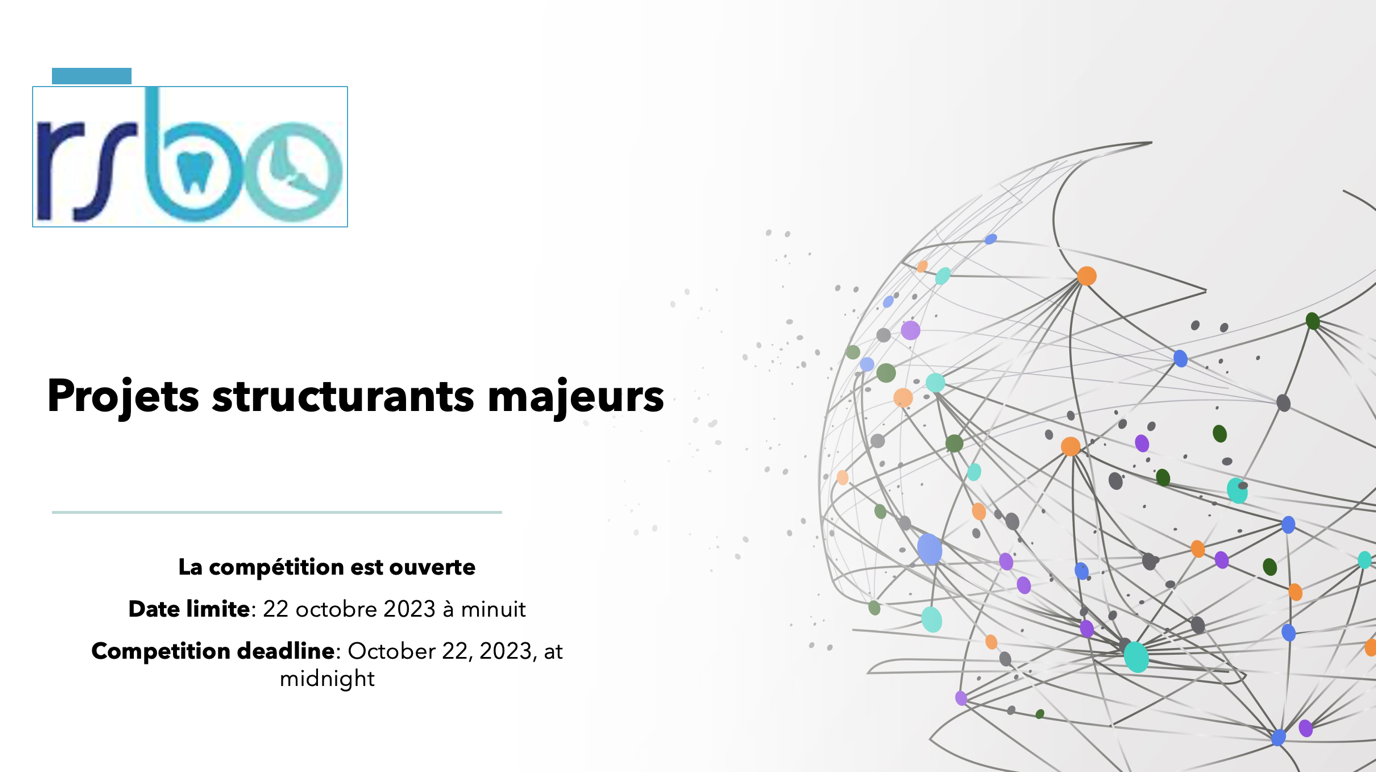 rsbo
Projets structurants majeurs
La compétition est ouverte
Date limite: 22 octobre 2023 à minuit
Competition deadline: October 22, 2023, at
midnight